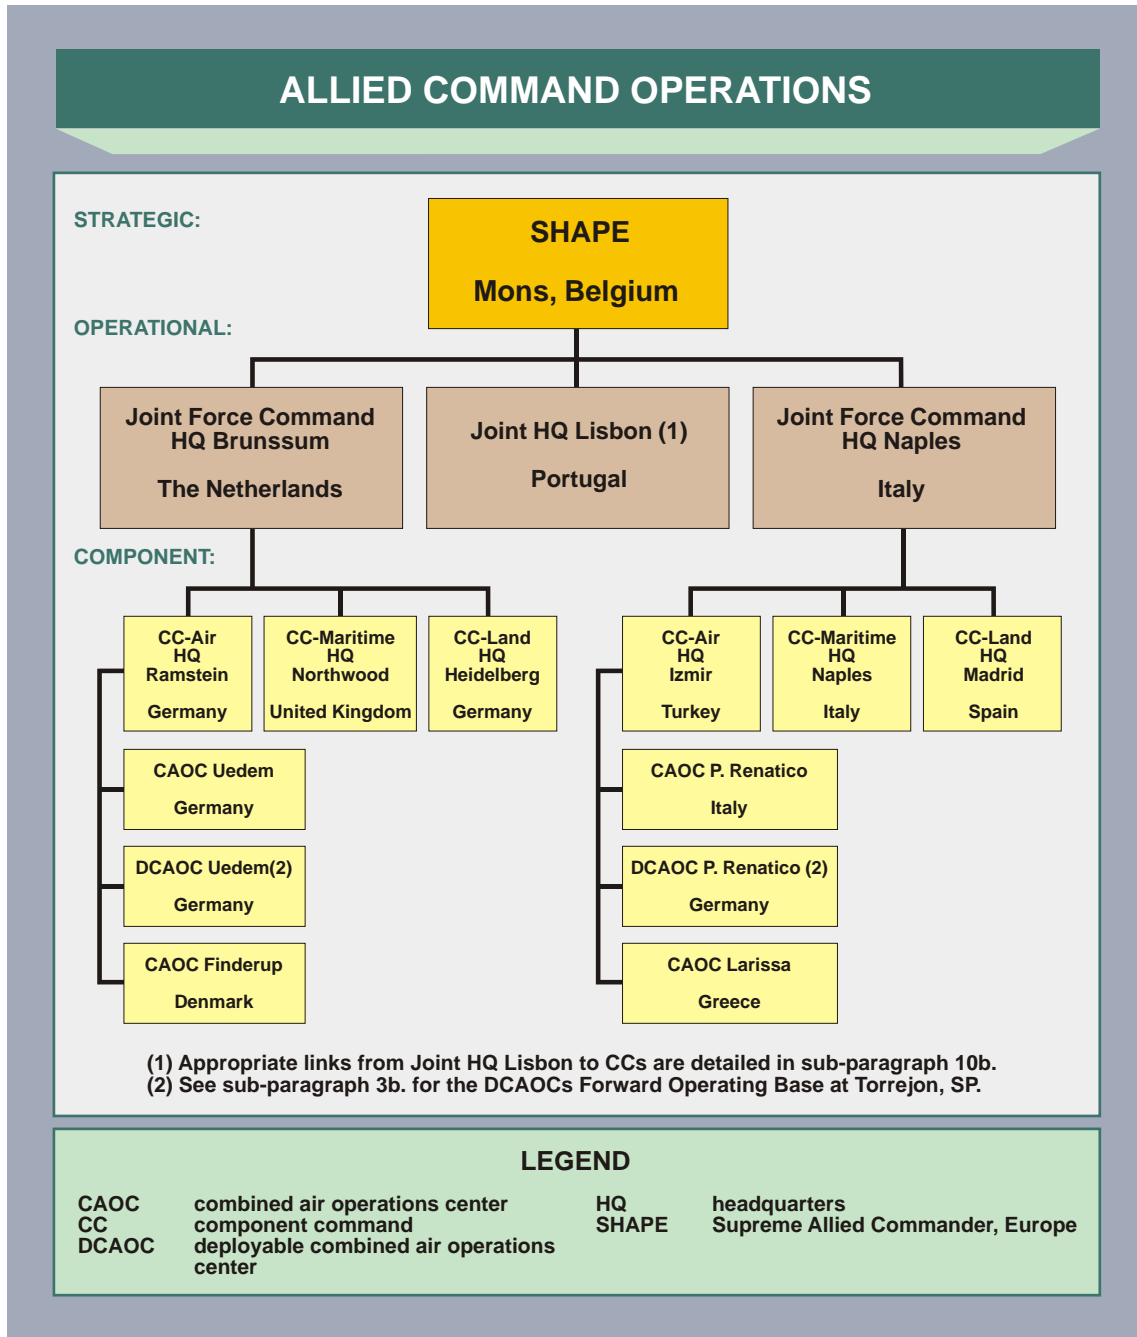 ALLIED COMMAND OPERATIONS
STRATEGIC:
SHAPE
Mons, Belgium
OPERATIONAL:
Joint Force Command
HQ Brunssum
The Netherlands
Joint HQ Lisbon (1)
Portugal
Joint Force Command
HQ Naples
Italy
COMPONENT:
CC-Air
HQ
Ramstein
Germany
CC-Maritime
HQ
Northwood
United Kingdom
CC-Land
HQ
Heidelberg
Germany
CC-Air
HQ
Izmir
Turkey
CC-Maritime
HQ
Naples
Italy
CC-Land
HQ
Madrid
Spain
CAOC Uedem
Germany
DCAOC Uedem(2)
Germany
CAOC Finderup
Denmark
CAOC P. Renatico
Italy
DCAOC P. Renatico (2)
Germany
CAOC Larissa
Greece
(1) Appropriate links from Joint HQ Lisbon to CCs are detailed in sub-paragraph 10b.
(2) See sub-paragraph 3b. for the DCAOCs Forward Operating Base at Torrejon, SP.
LEGEND
CAOC combined air operations center
CC component command
DCAOC deployable combined air operations
center
HQ headquarters
SHAPE Supreme Allied Commander, Europe